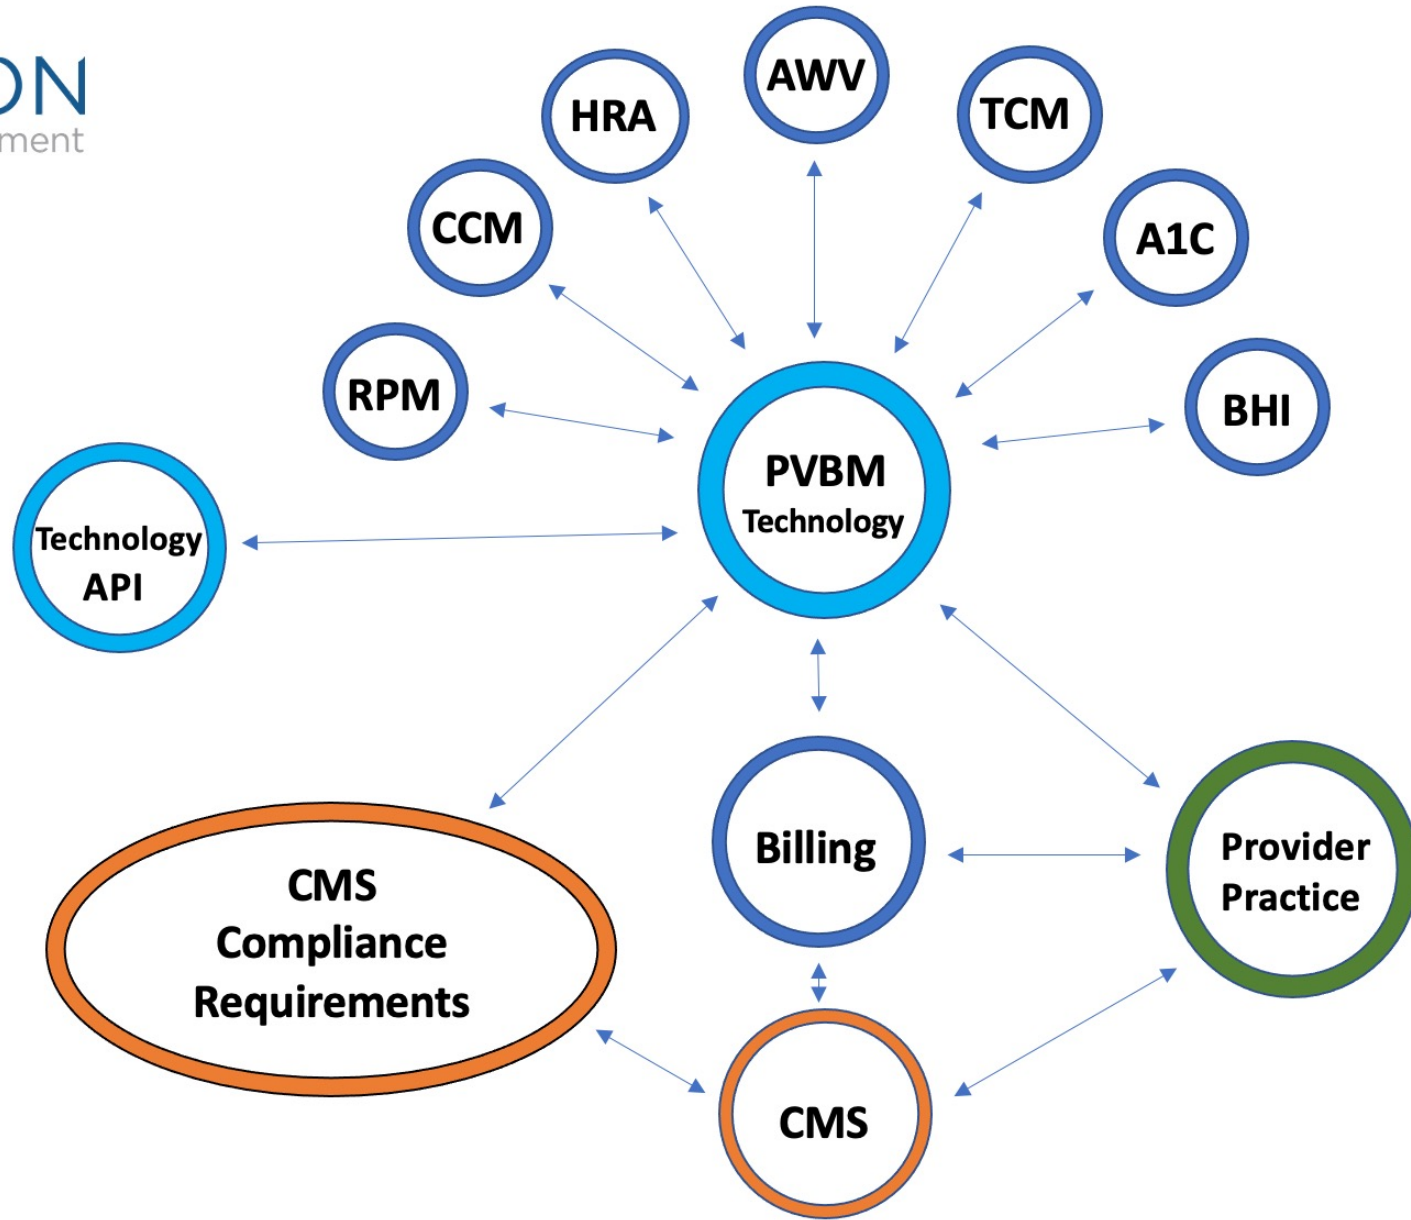 ON
ment
AWV
HRA
TCM
CCM
A1C
RPM
BHI
PVBM
Technology
Technology
API
Billing
Provider
Practice
CMS
Compliance
Requirements
CMS